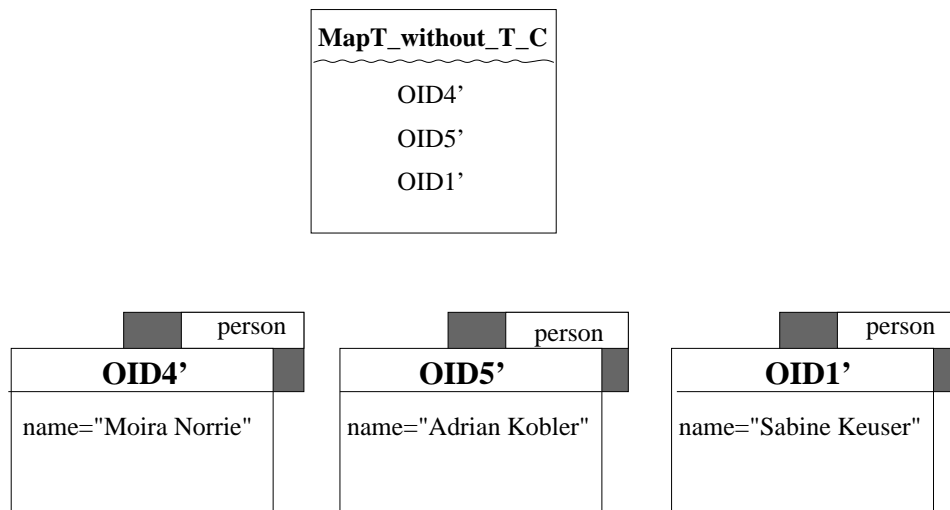 MapT_without_T_C
OID4’
OID5’
OID1’
person
person
person
OID4’
OID5’
OID1’
name="Moira Norrie"
name="Adrian Kobler"
name="Sabine Keuser"